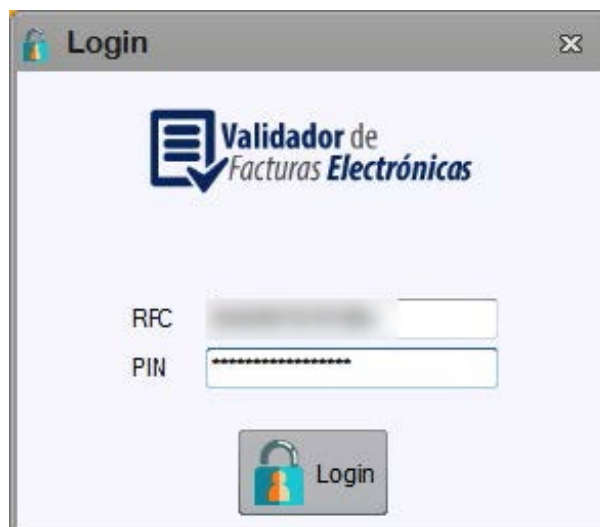 Login
Validador de
Facturas Electrónicas
RFC
PIN *****************
Login